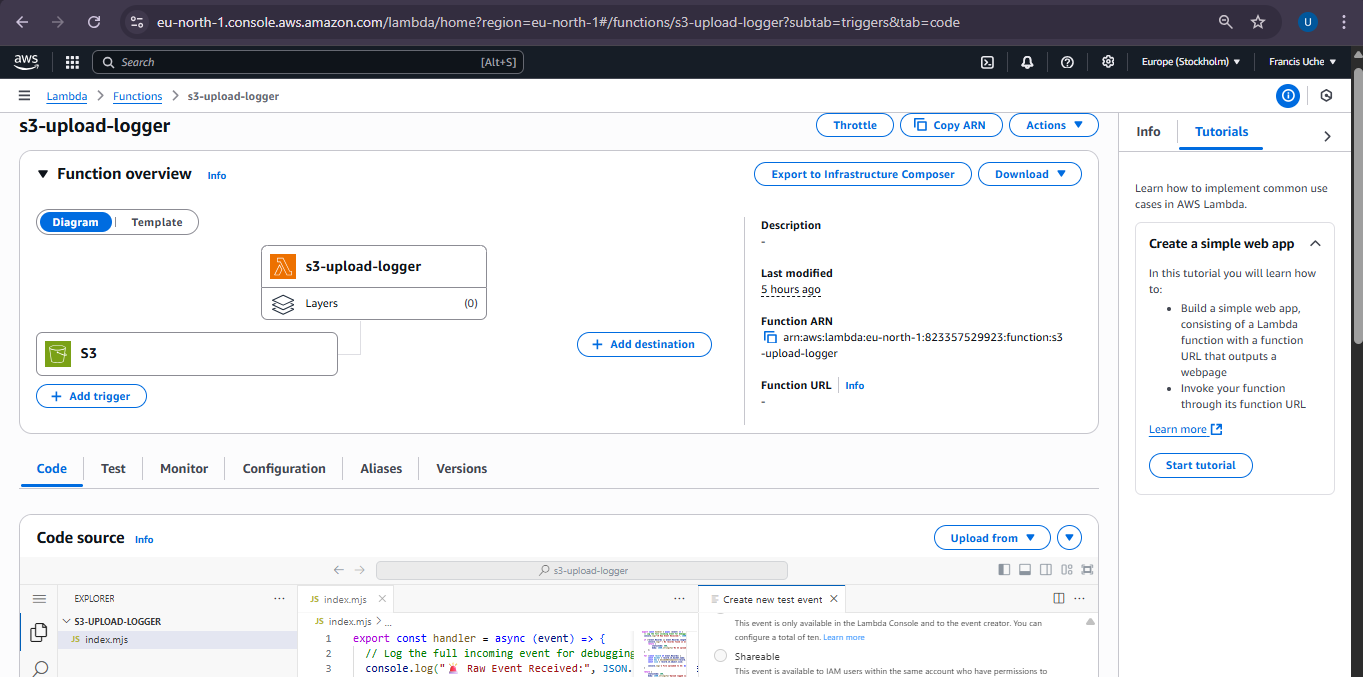 eu-north-1.console.aws.amazon.com/lambda/home?region=eu-north-1#/functions/s3-upload-logger?subtab=triggers&tab=code
U
aws
Search
[Alt+S]
Europe (Stockholm)
Francis Uche
Lambda
Functions
s3-upload-logger
s3-upload-logger
Throttle
Copy ARN
Actions
Function overview
Info
Export to Infrastructure Composer
Download
Diagram
Template
s3-upload-logger
Layers
(0)
S3
Add trigger
Add destination
Description
-
Last modified
5 hours ago
Function ARN
arn:aws:lambda:eu-north-1:823357529923:function:s3
-upload-logger
Function URL
Info
-
Code
Test
Monitor
Configuration
Aliases
Versions
Code source
Info
Upload from
s3-upload-logger
EXPLORER
S3-UPLOAD-LOGGER
JS index.mjs
JS index.mjs
JS index.mjs > ...
1 export const handler = async (event) => {
2 // Log the full incoming event for debugging
3 console.log("🚨 Raw Event Received:", JSON.
Create new test event
This event is only available in the Lambda Console and to the event creator. You can
configure a total of ten. Learn more
Shareable
This event is available to IAM users within the same account who have permissions to
Info
Tutorials
Learn how to implement common use
cases in AWS Lambda.
Create a simple web app
In this tutorial you will learn how
to:
• Build a simple web app,
consisting of a Lambda
function with a function
URL that outputs a
webpage
• Invoke your function
through its function URL
Learn more
Start tutorial